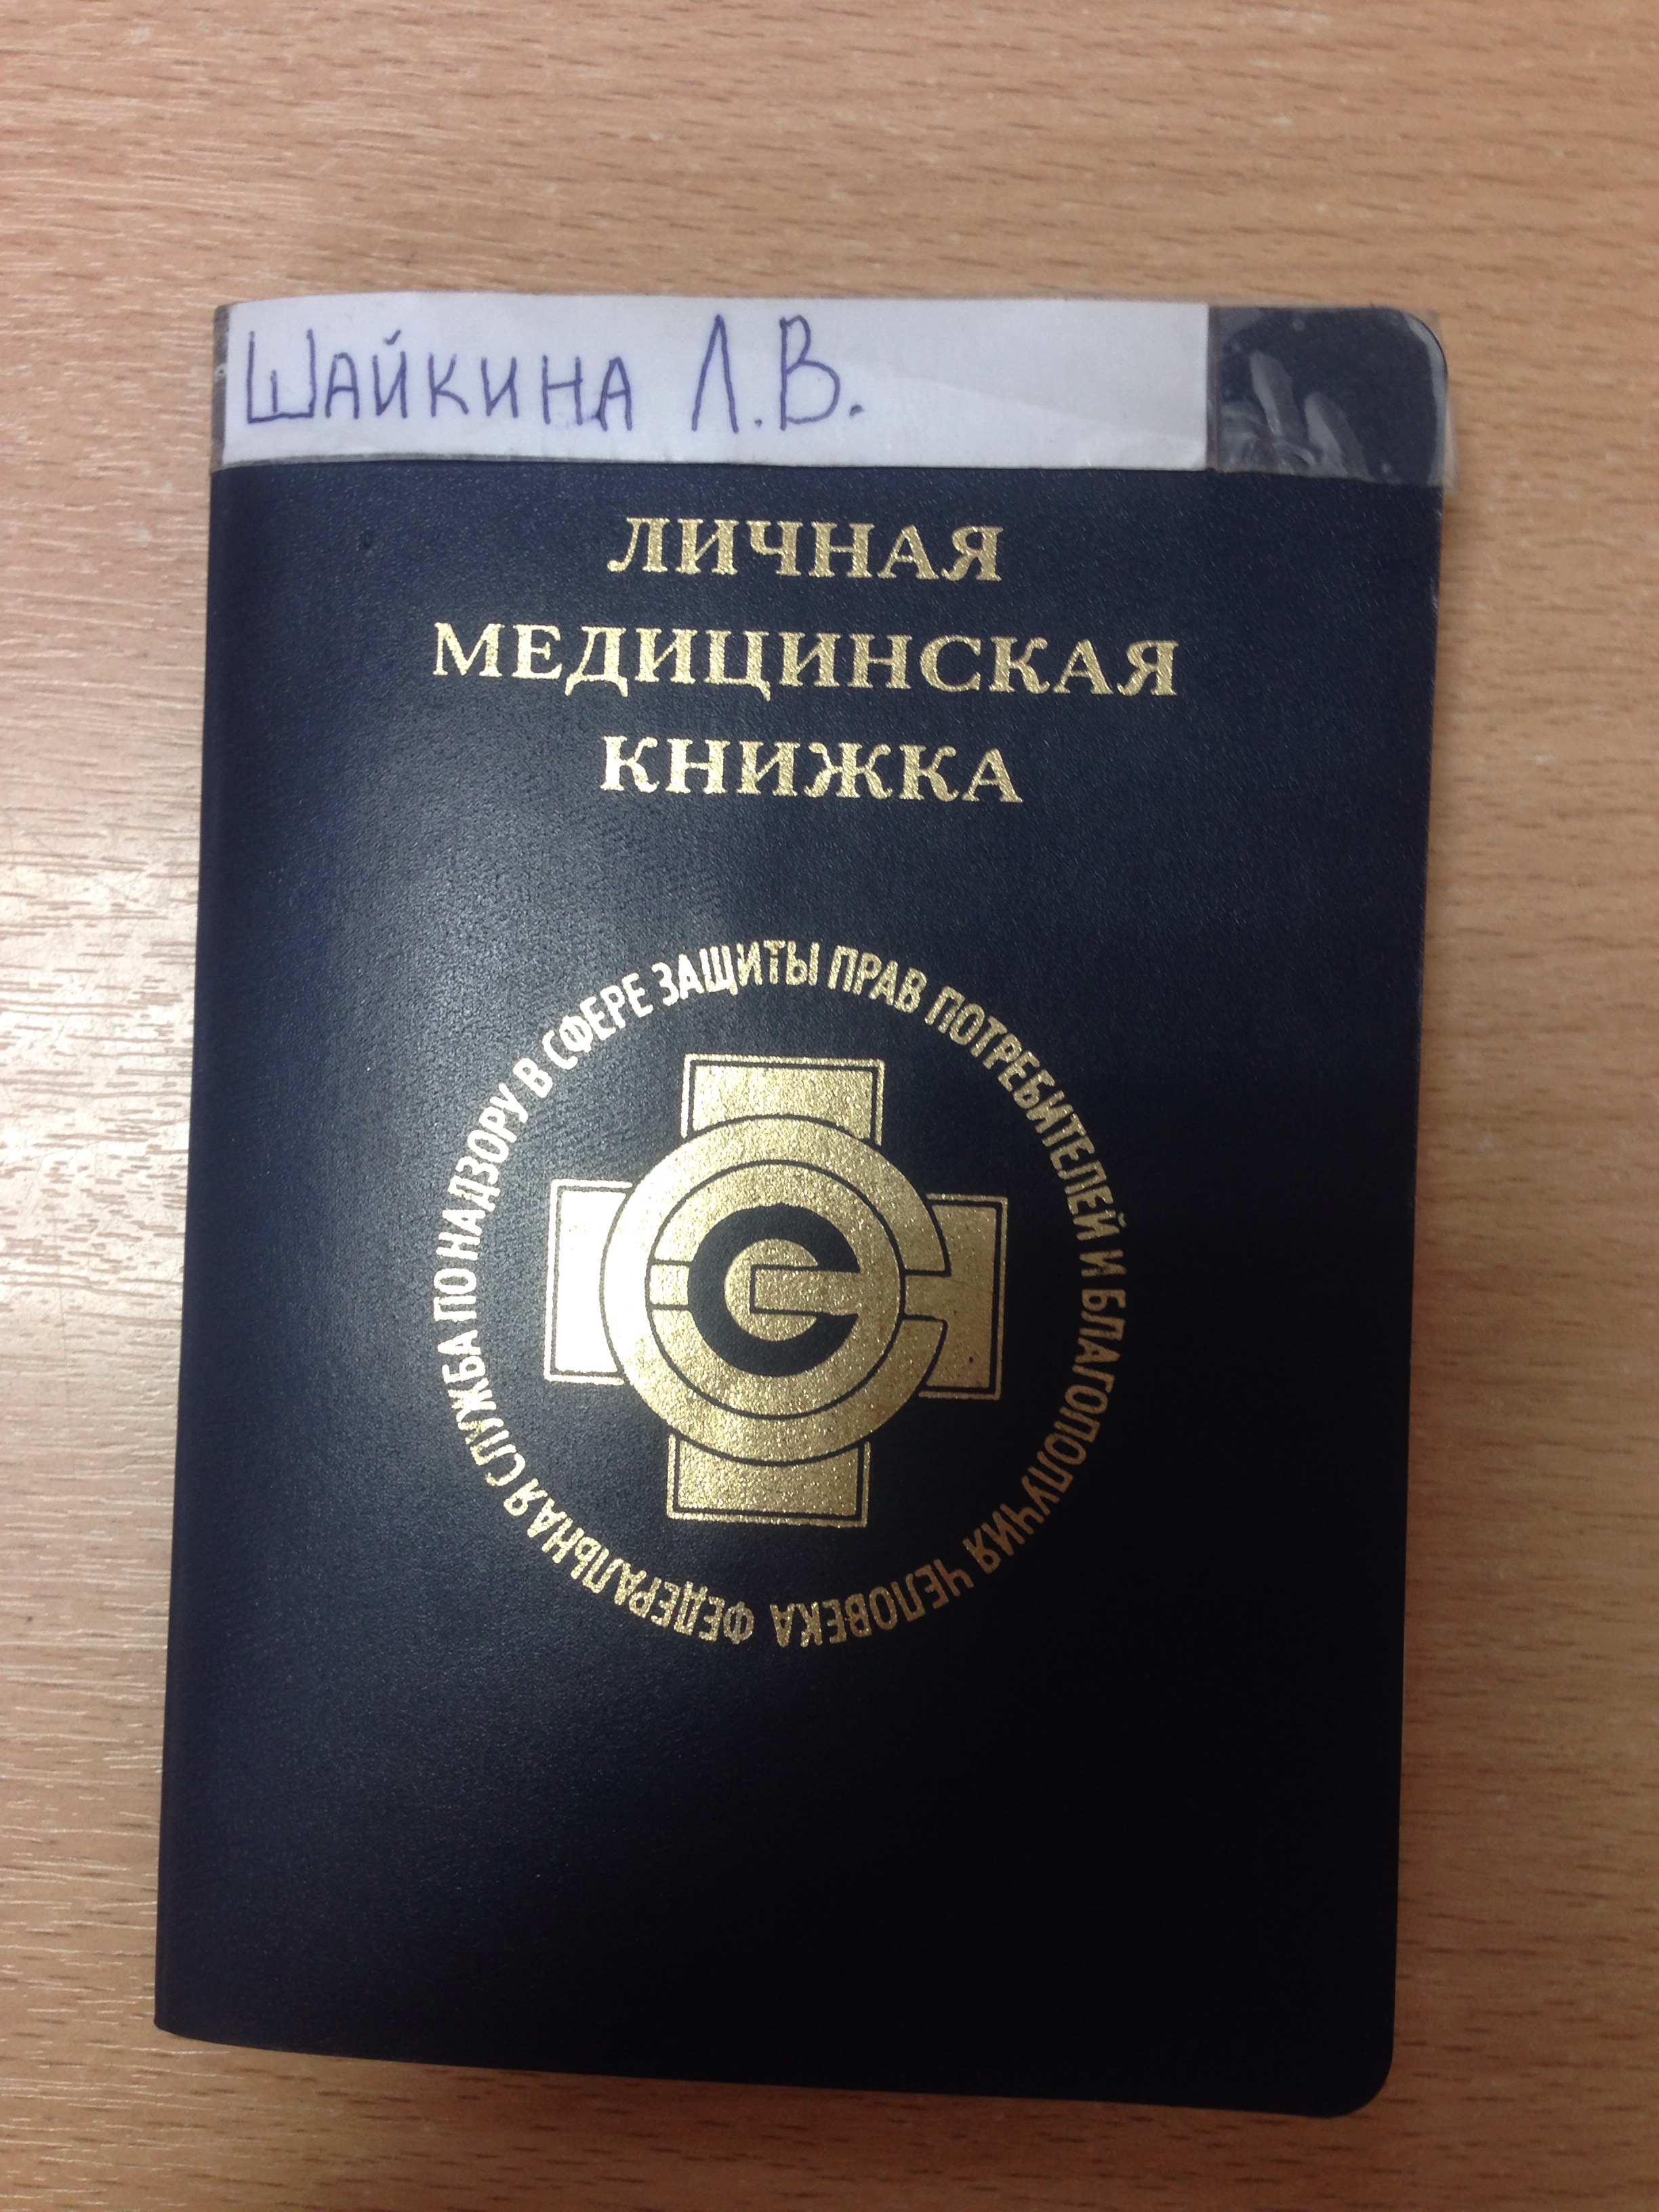 Шайкина Л.В.
ЛИЧНАЯ
МЕДИЦИНСКАЯ
КНИЖКА
ФЕДЕРАЛЬНАЯ СЛУЖБА ПО НАДЗОРУ В СФЕРЕ ЗАЩИТЫ ПРАВ ПОТРЕБИТЕЛЕЙ И БЛАГОПОЛУЧИЯ ЧЕЛОВЕКА